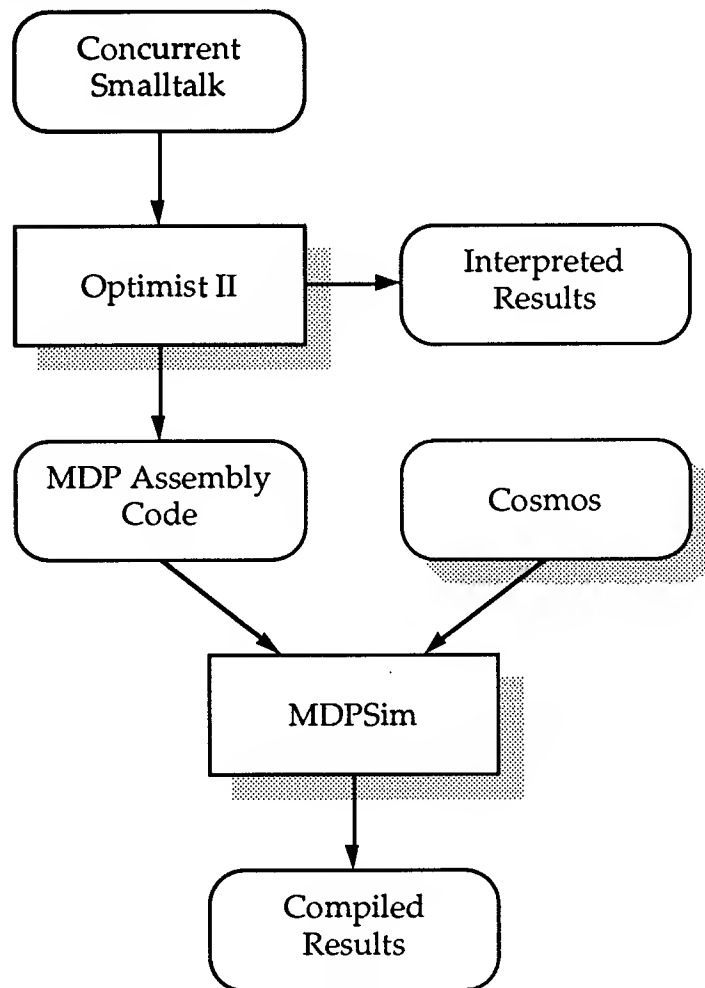 Concurrent
Smalltalk
Optimist II
Interpreted
Results
MDP Assembly
Code
Cosmos
MDPSim
Compiled
Results